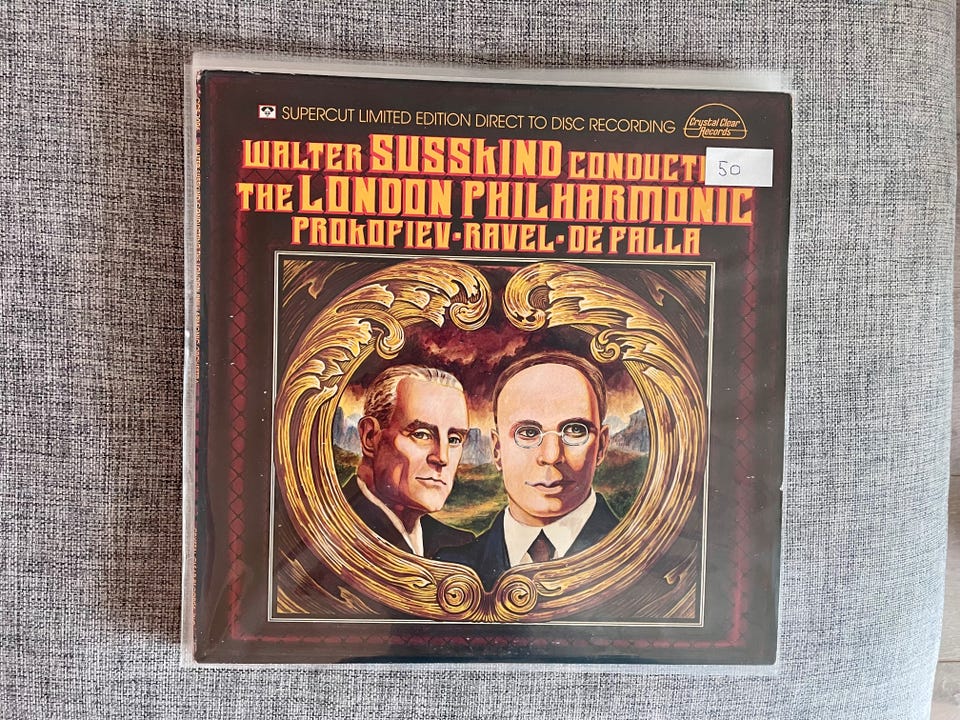 SUPERCUT LIMITED EDITION DIRECT TO DISC RECORDING
Crystal Clear
Records
WALTER SUSSKIND CONDUCTI
50
THE LONDON PHILHARMONIC
PROKOFIEV·RAVEL·DE FALLA